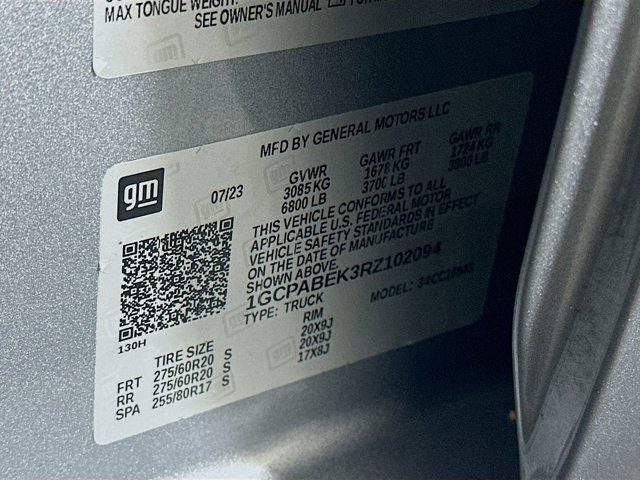 MAX TONGUE WEIGHT:
SEE OWNER'S MANUAL
MFD BY GENERAL MOTORS LLC
gm
07/23 GVWR GAWR FRT GAWR RR
3085 KG 1678 KG 1724 KG
6800 LB 3700 LB 3800 LB
THIS VEHICLE CONFORMS TO ALL
APPLICABLE U.S. FEDERAL MOTOR
VEHICLE SAFETY STANDARDS IN EFFECT
ON THE DATE OF MANUFACTURE
SHOWN ABOVE.
1GCPABEK3RZ102094
TYPE: TRUCK MODEL:
130H
TIRE SIZE RIM
FRT 275/60R20 S 20X9J
RR 275/60R20 S 20X9J
SPA 255/80R17 S 17X8J